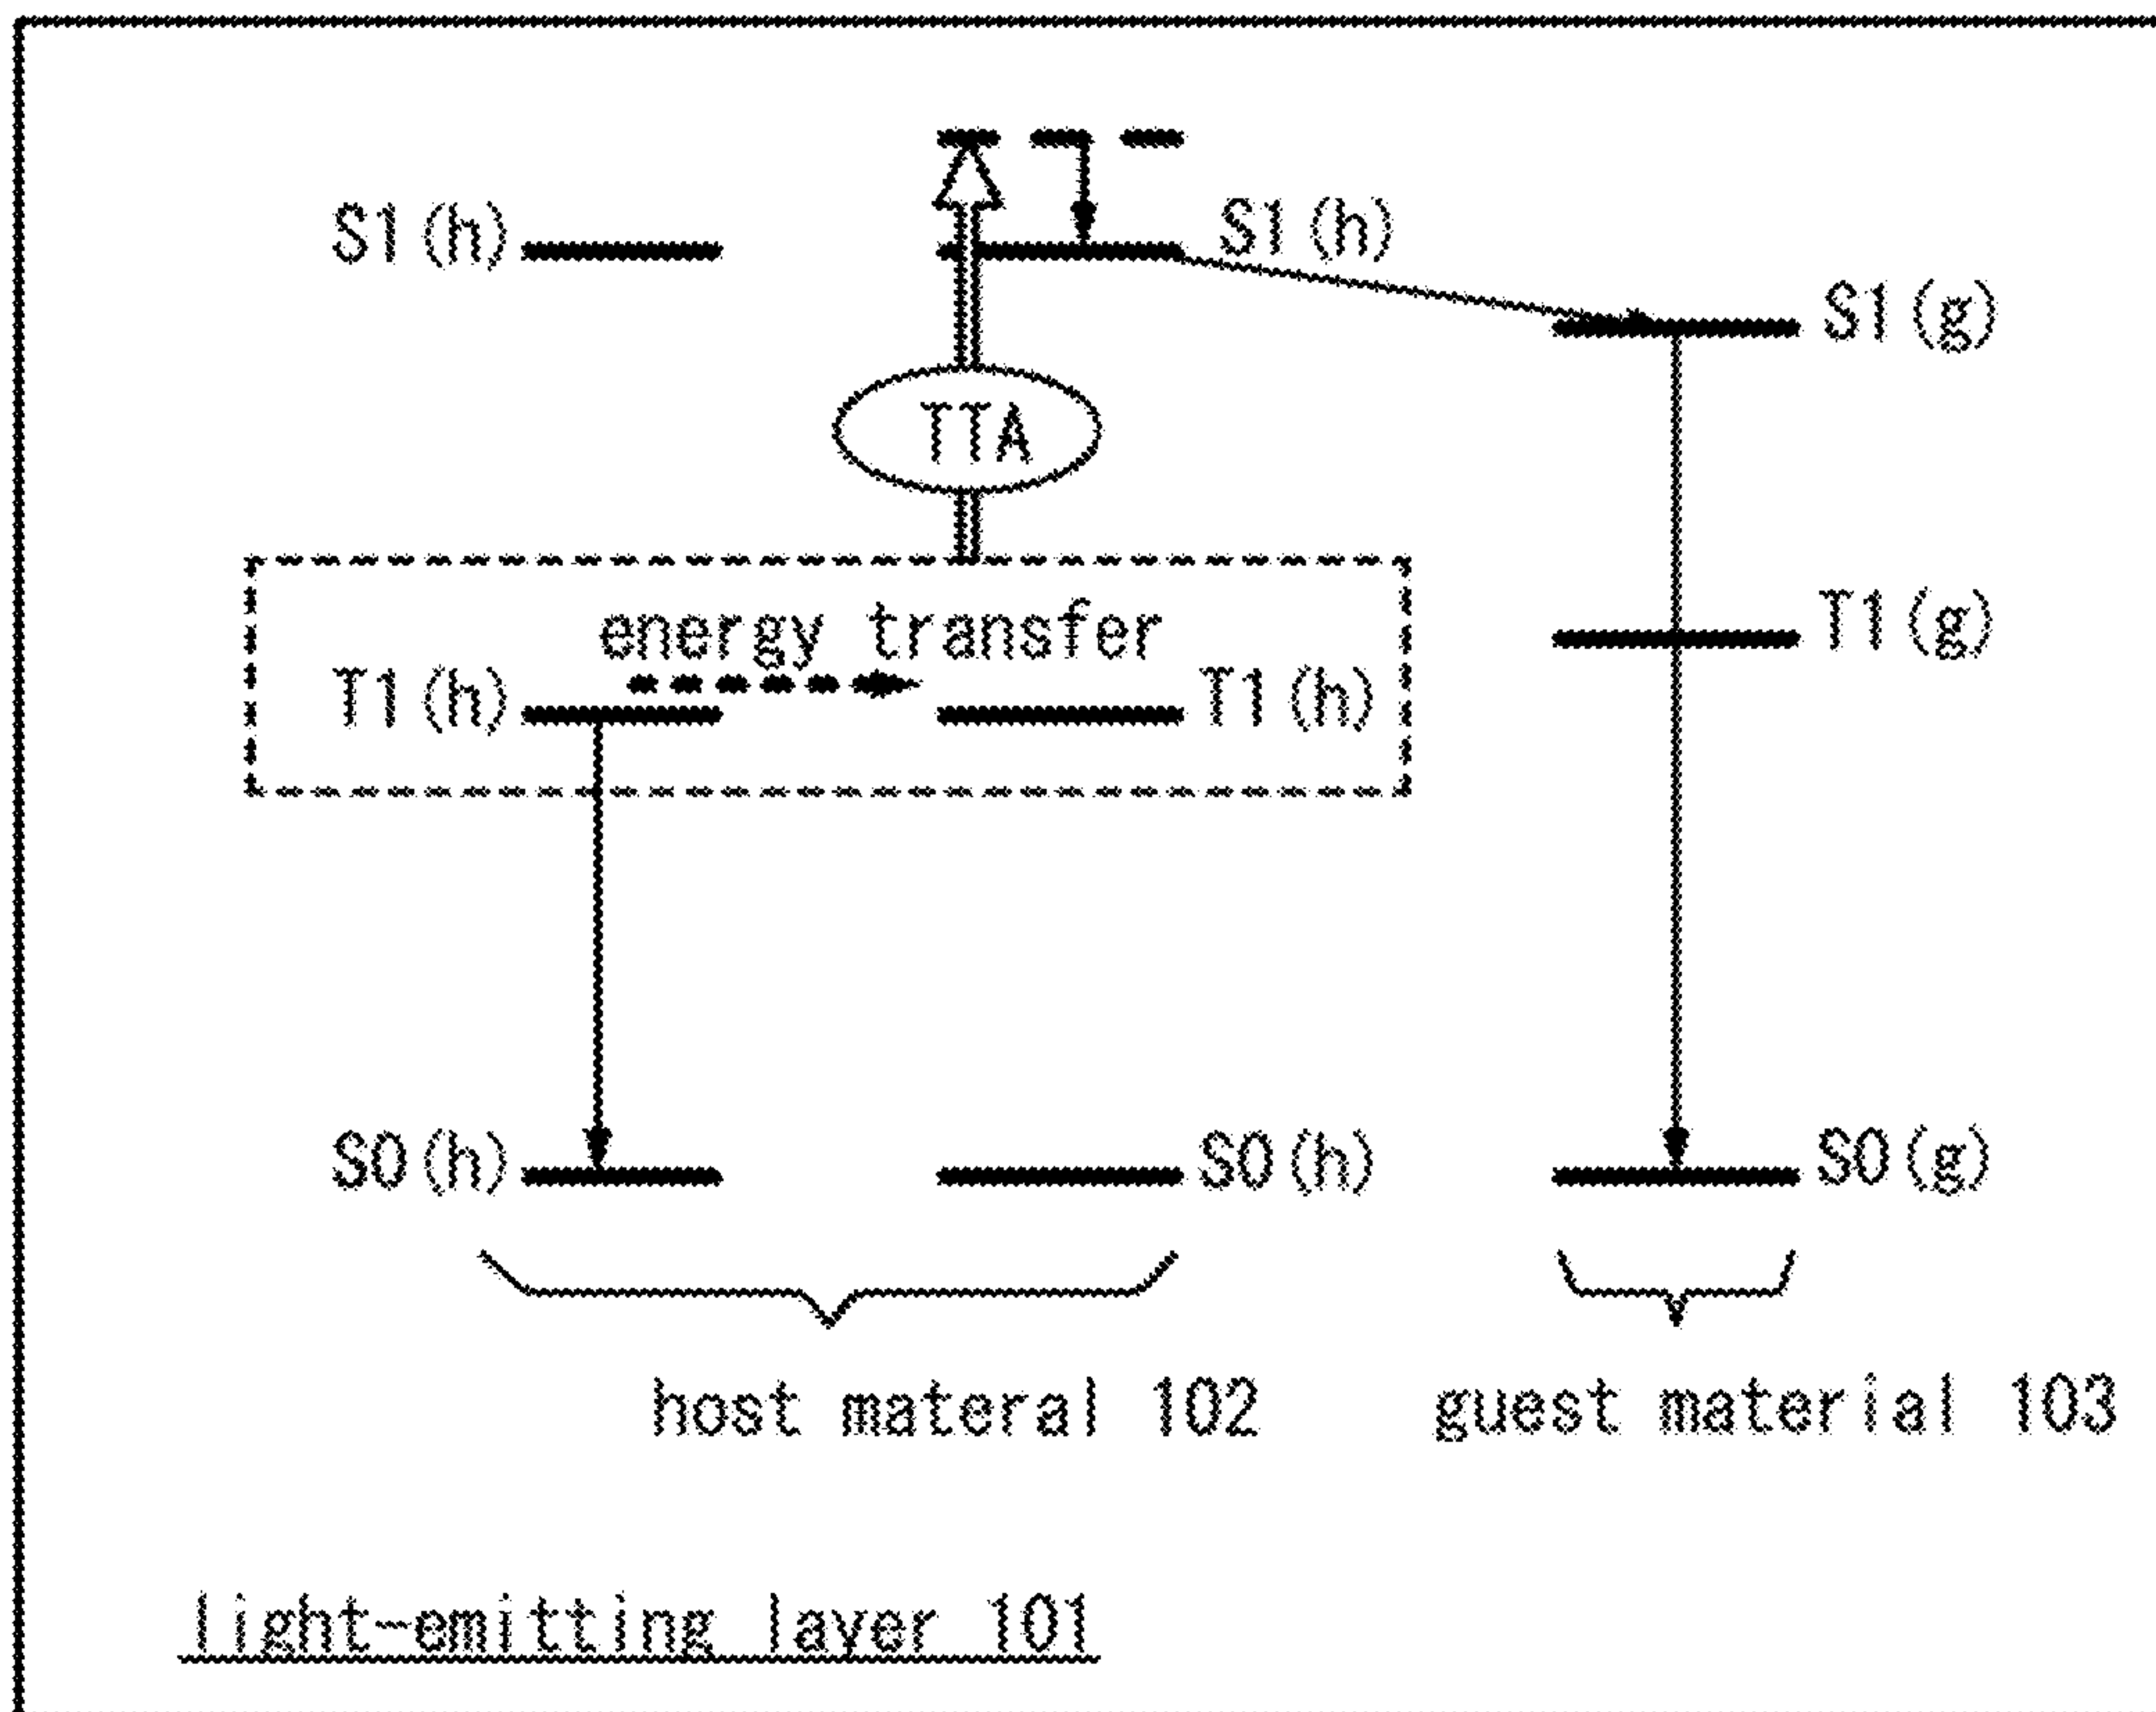 S1(h)
S1(h)
S1(g)
TTA
energy transfer
T1(g)
T1(h)
T1(h)
S0(h)
S0(h)
S0(g)
host materal 102
guest material 103
light-emitting layer 101